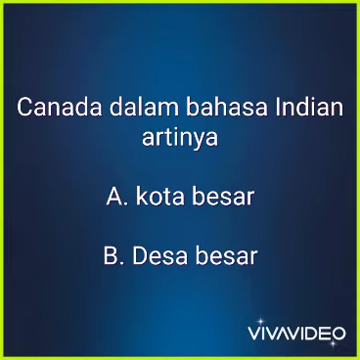 Canada dalam bahasa Indian
artinya
A. kota besar
B. Desa besar
VIVAVIDEO